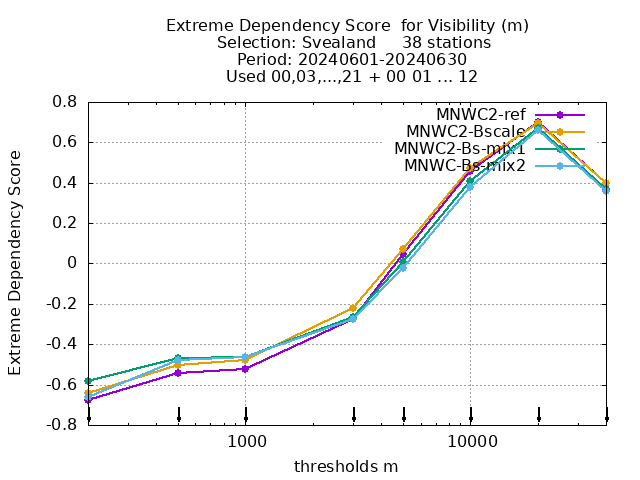 Extreme Dependency Score  for Visibility (m)
Selection: Svealand     38 stations
Period: 20240601-20240630
Used 00,03,...,21 + 00 01 ... 12
MNWC2-ref
MNWC2-Bscale
MNWC2-Bs-mix1
MNWC-Bs-mix2
Extreme Dependency Score
0.8
0.6
0.4
0.2
0
-0.2
-0.4
-0.6
-0.8
1000 10000
thresholds m